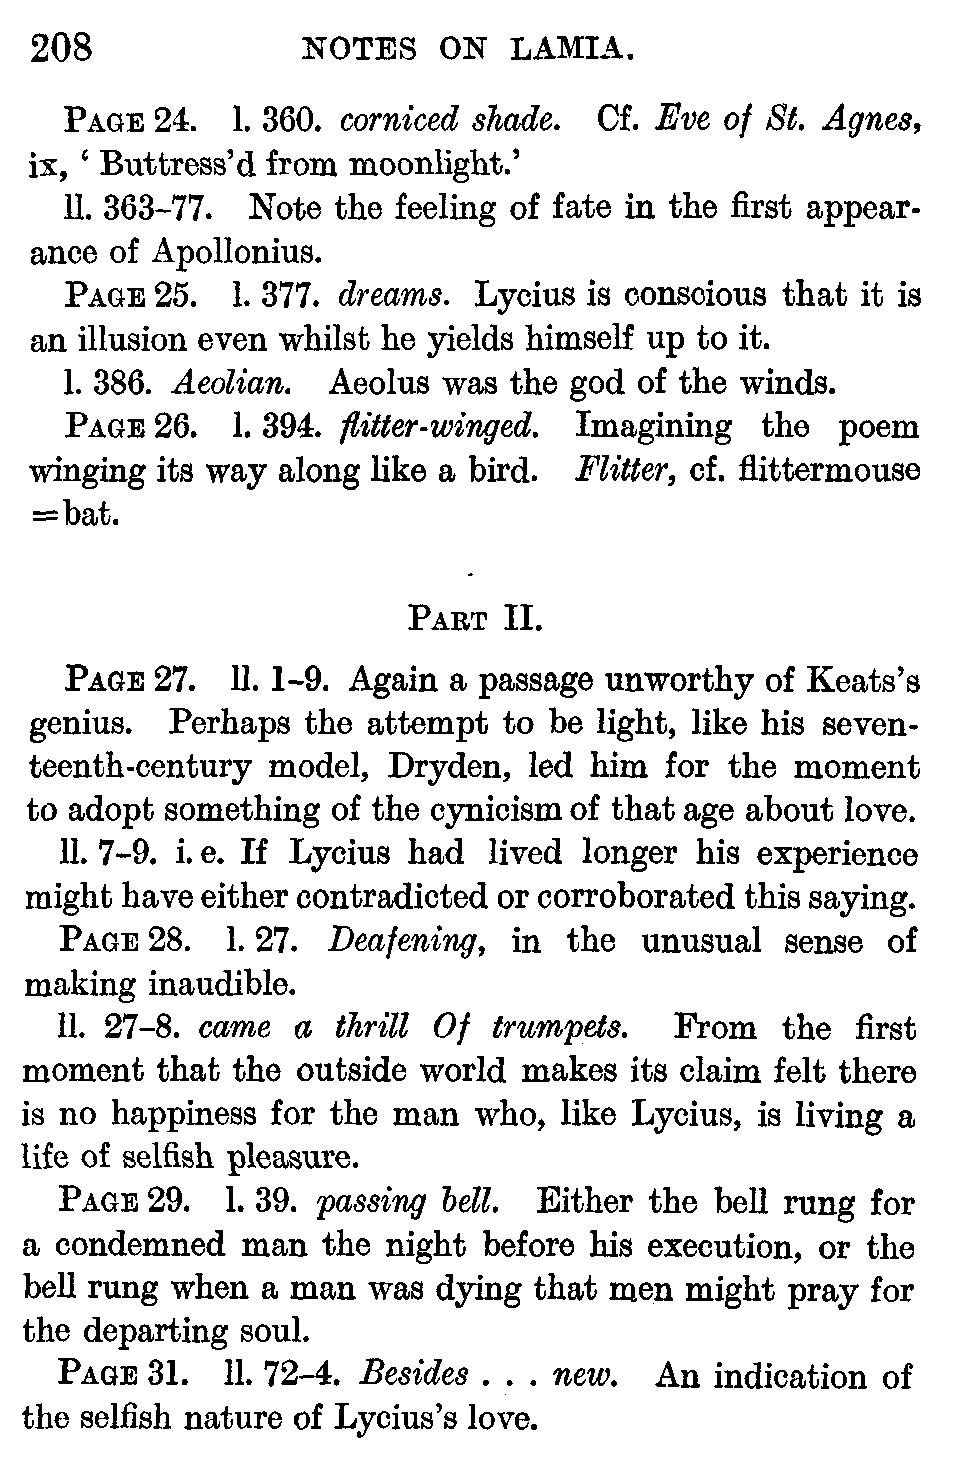 208 NOTES ON LAMIA.
PAGE 24. l. 360. corniced shade. Cf. Eve of St. Agnes,
ix, ‘ Buttress’d from moonlight.’
ll. 363–77. Note the feeling of fate in the first appear-
ance of Apollonius.
PAGE 25. l. 377. dreams. Lycius is conscious that it is
an illusion even whilst he yields himself up to it.
l. 386. Aeolian. Aeolus was the god of the winds.
PAGE 26. l. 394. flitter-winged. Imagining the poem
winging its way along like a bird. Flitter, cf. flittermouse
=bat.
PART II.
PAGE 27. ll. 1–9. Again a passage unworthy of Keats’s
genius. Perhaps the attempt to be light, like his seven-
teenth-century model, Dryden, led him for the moment
to adopt something of the cynicism of that age about love.
ll. 7–9. i. e. If Lycius had lived longer his experience
might have either contradicted or corroborated this saying.
PAGE 28. l. 27. Deafening, in the unusual sense of
making inaudible.
ll. 27–8. came a thrill Of trumpets. From the first
moment that the outside world makes its claim felt there
is no happiness for the man who, like Lycius, is living a
life of selfish pleasure.
PAGE 29. l. 39. passing bell. Either the bell rung for
a condemned man the night before his execution, or the
bell rung when a man was dying that men might pray for
the departing soul.
PAGE 31. ll. 72–4. Besides . . . new. An indication of
the selfish nature of Lycius’s love.